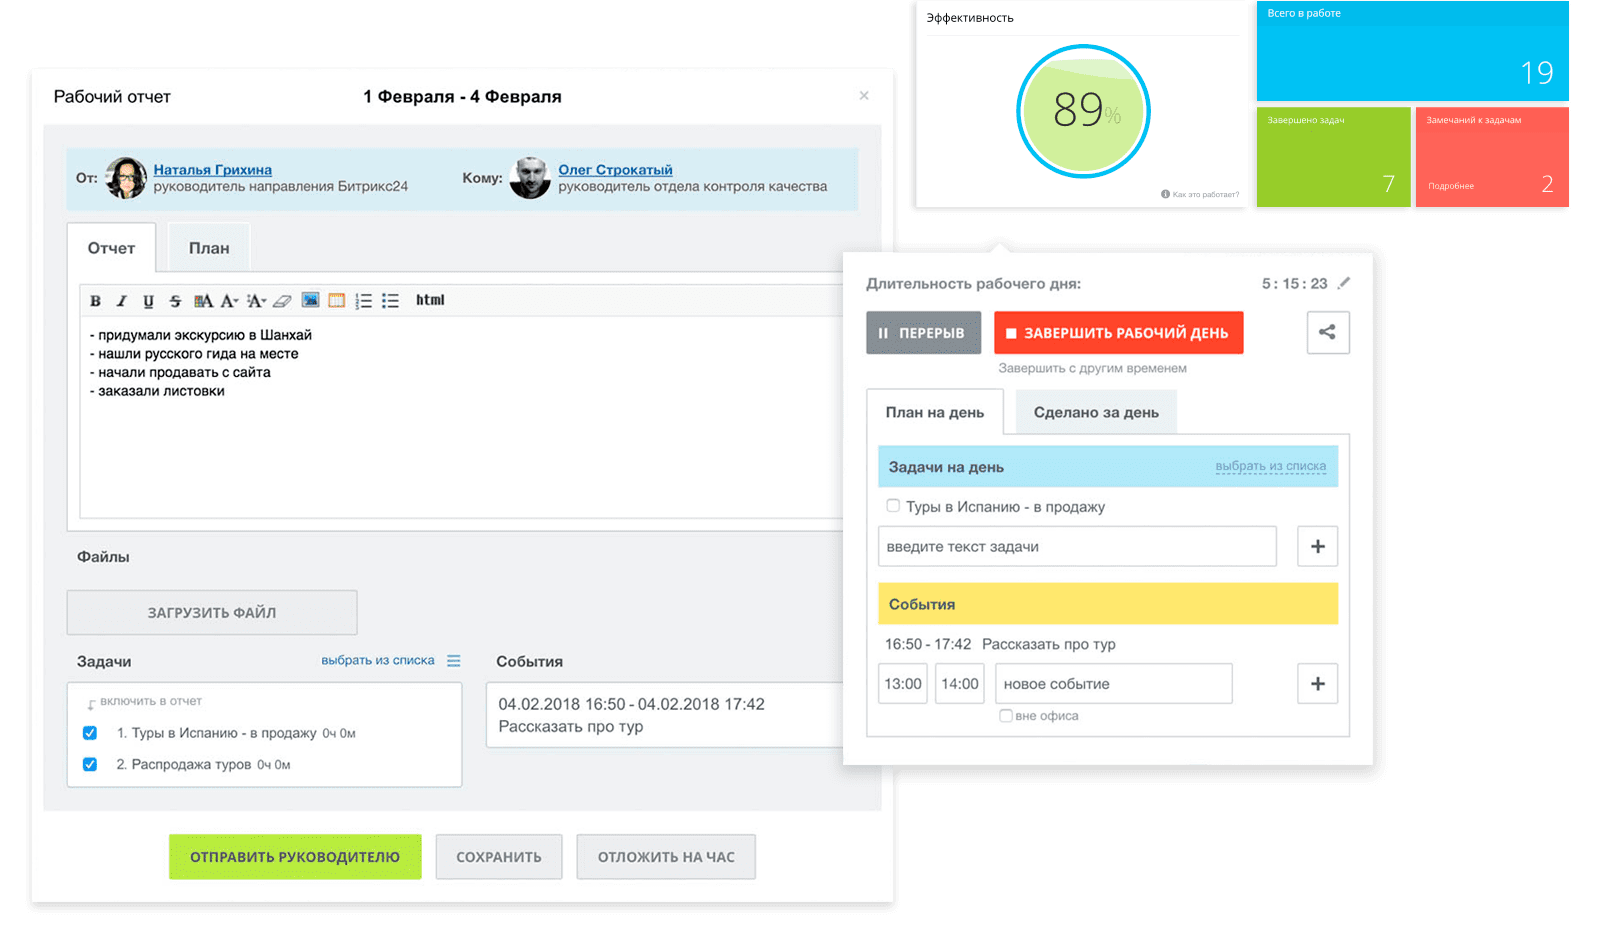 Рабочий отчет
1 Февраля - 4 Февраля
×
От:
Наталья Грихина
руководитель направления Битрикс24
Кому:
Олег Строкатый
руководитель отдела контроля качества
Отчет
План
B I U S A A A html
- придумали экскурсию в Шанхай
- нашли русского гида на месте
- начали продавать с сайта
- заказали листовки
Файлы
ЗАГРУЗИТЬ ФАЙЛ
Задачи
выбрать из списка
включить в отчет
1. Туры в Испанию - в продажу 0ч 0м
2. Распродажа туров 0ч 0м
События
04.02.2018 16:50 - 04.02.2018 17:42
Рассказать про тур
ОТПРАВИТЬ РУКОВОДИТЕЛЮ
СОХРАНИТЬ
ОТЛОЖИТЬ НА ЧАС
Эффективность
89%
Как это работает?
Всего в работе
19
Завершено задач
7
Замечаний к задачам
Подробнее
2
Длительность рабочего дня:
5 : 15 : 23
ПЕРЕРЫВ
ЗАВЕРШИТЬ РАБОЧИЙ ДЕНЬ
Завершить с другим временем
План на день
Сделано за день
Задачи на день
выбрать из списка
Туры в Испанию - в продажу
введите текст задачи
+
События
16:50 - 17:42 Рассказать про тур
13:00
14:00
новое событие
+
вне офиса